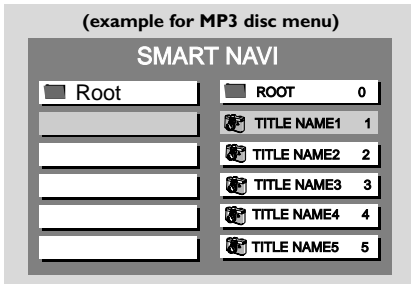 (example for MP3 disc menu)
SMART NAVI
Root
ROOT 0
TITLE NAME1 1
TITLE NAME2 2
TITLE NAME3 3
TITLE NAME4 4
TITLE NAME5 5